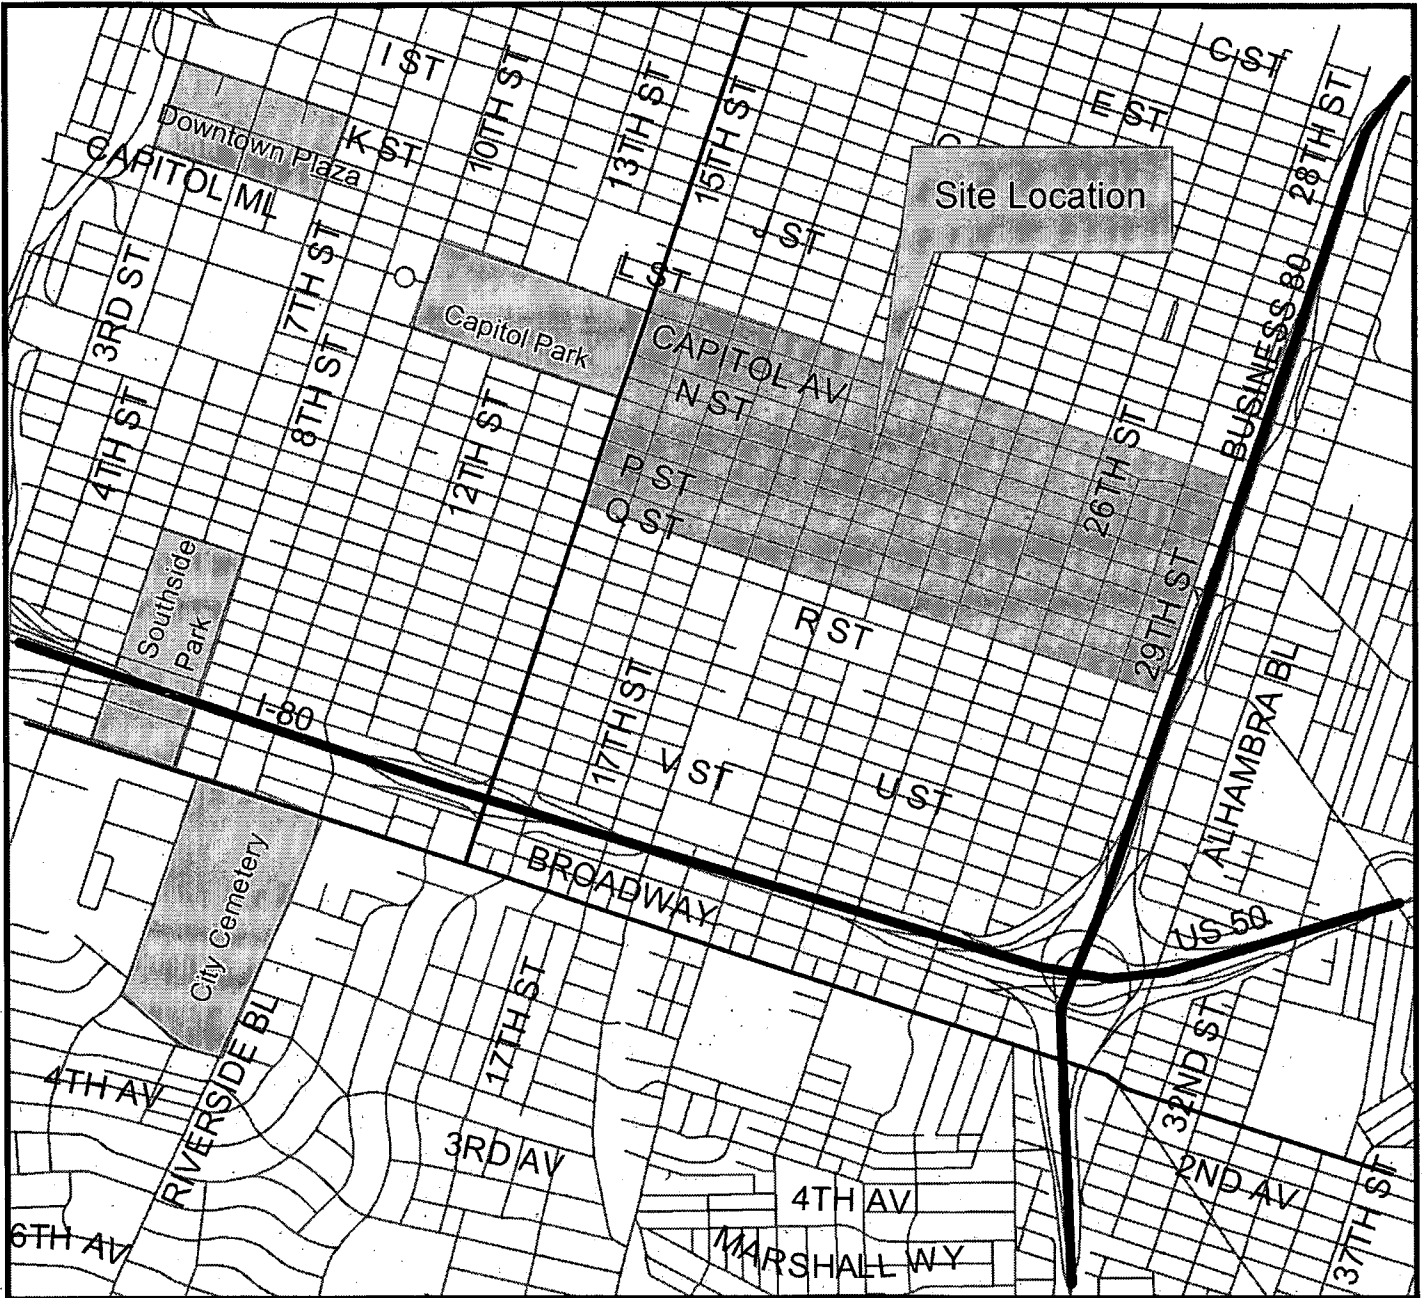 C ST
I ST
10TH ST
13TH ST
15TH ST
E ST
28TH ST
Downtown Plaza
K ST
CAPITOL ML
Site Location
J ST
L ST
3RD ST
7TH ST
BUSINESS 80
Capitol Park
CAPITOL AV
N ST
8TH ST
4TH ST
12TH ST
26TH ST
P ST
Q ST
Southside
Park
29TH ST
R ST
17TH ST
I-80
V ST
U ST
ALHAMBRA BL
BROADWAY
City Cemetery
US-50
17TH ST
RIVERSIDE BL
4TH AV
32ND ST
3RD AV
2ND AV
4TH AV
37TH ST
6TH AV
MARSHALL WY